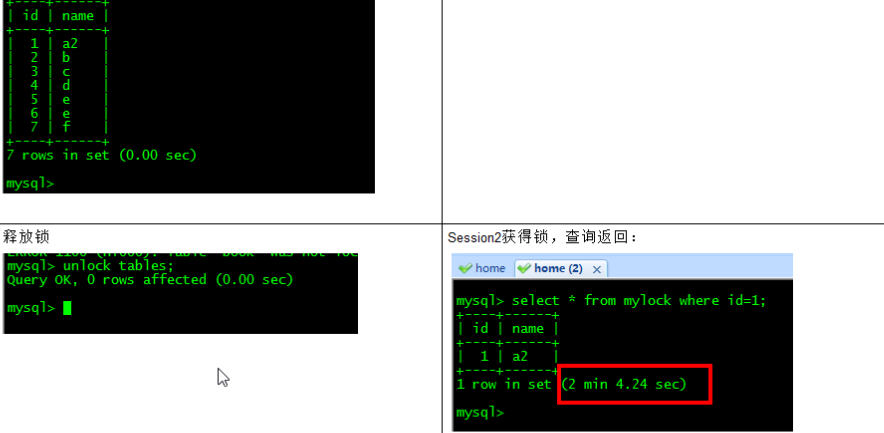 | id | name |
+----+------+
| 1 | a2 |
| 2 | b |
| 3 | c |
| 4 | d |
| 5 | e |
| 6 | e |
| 7 | f |
+----+------+
7 rows in set (0.00 sec)
mysql>
释放锁
mysql> unlock tables;
Query OK, 0 rows affected (0.00 sec)
mysql>
Session2获得锁，查询返回：
home home (2)
mysql> select * from mylock where id=1;
+----+------+
| id | name |
+----+------+
| 1 | a2 |
+----+------+
1 row in set (2 min 4.24 sec)
mysql>